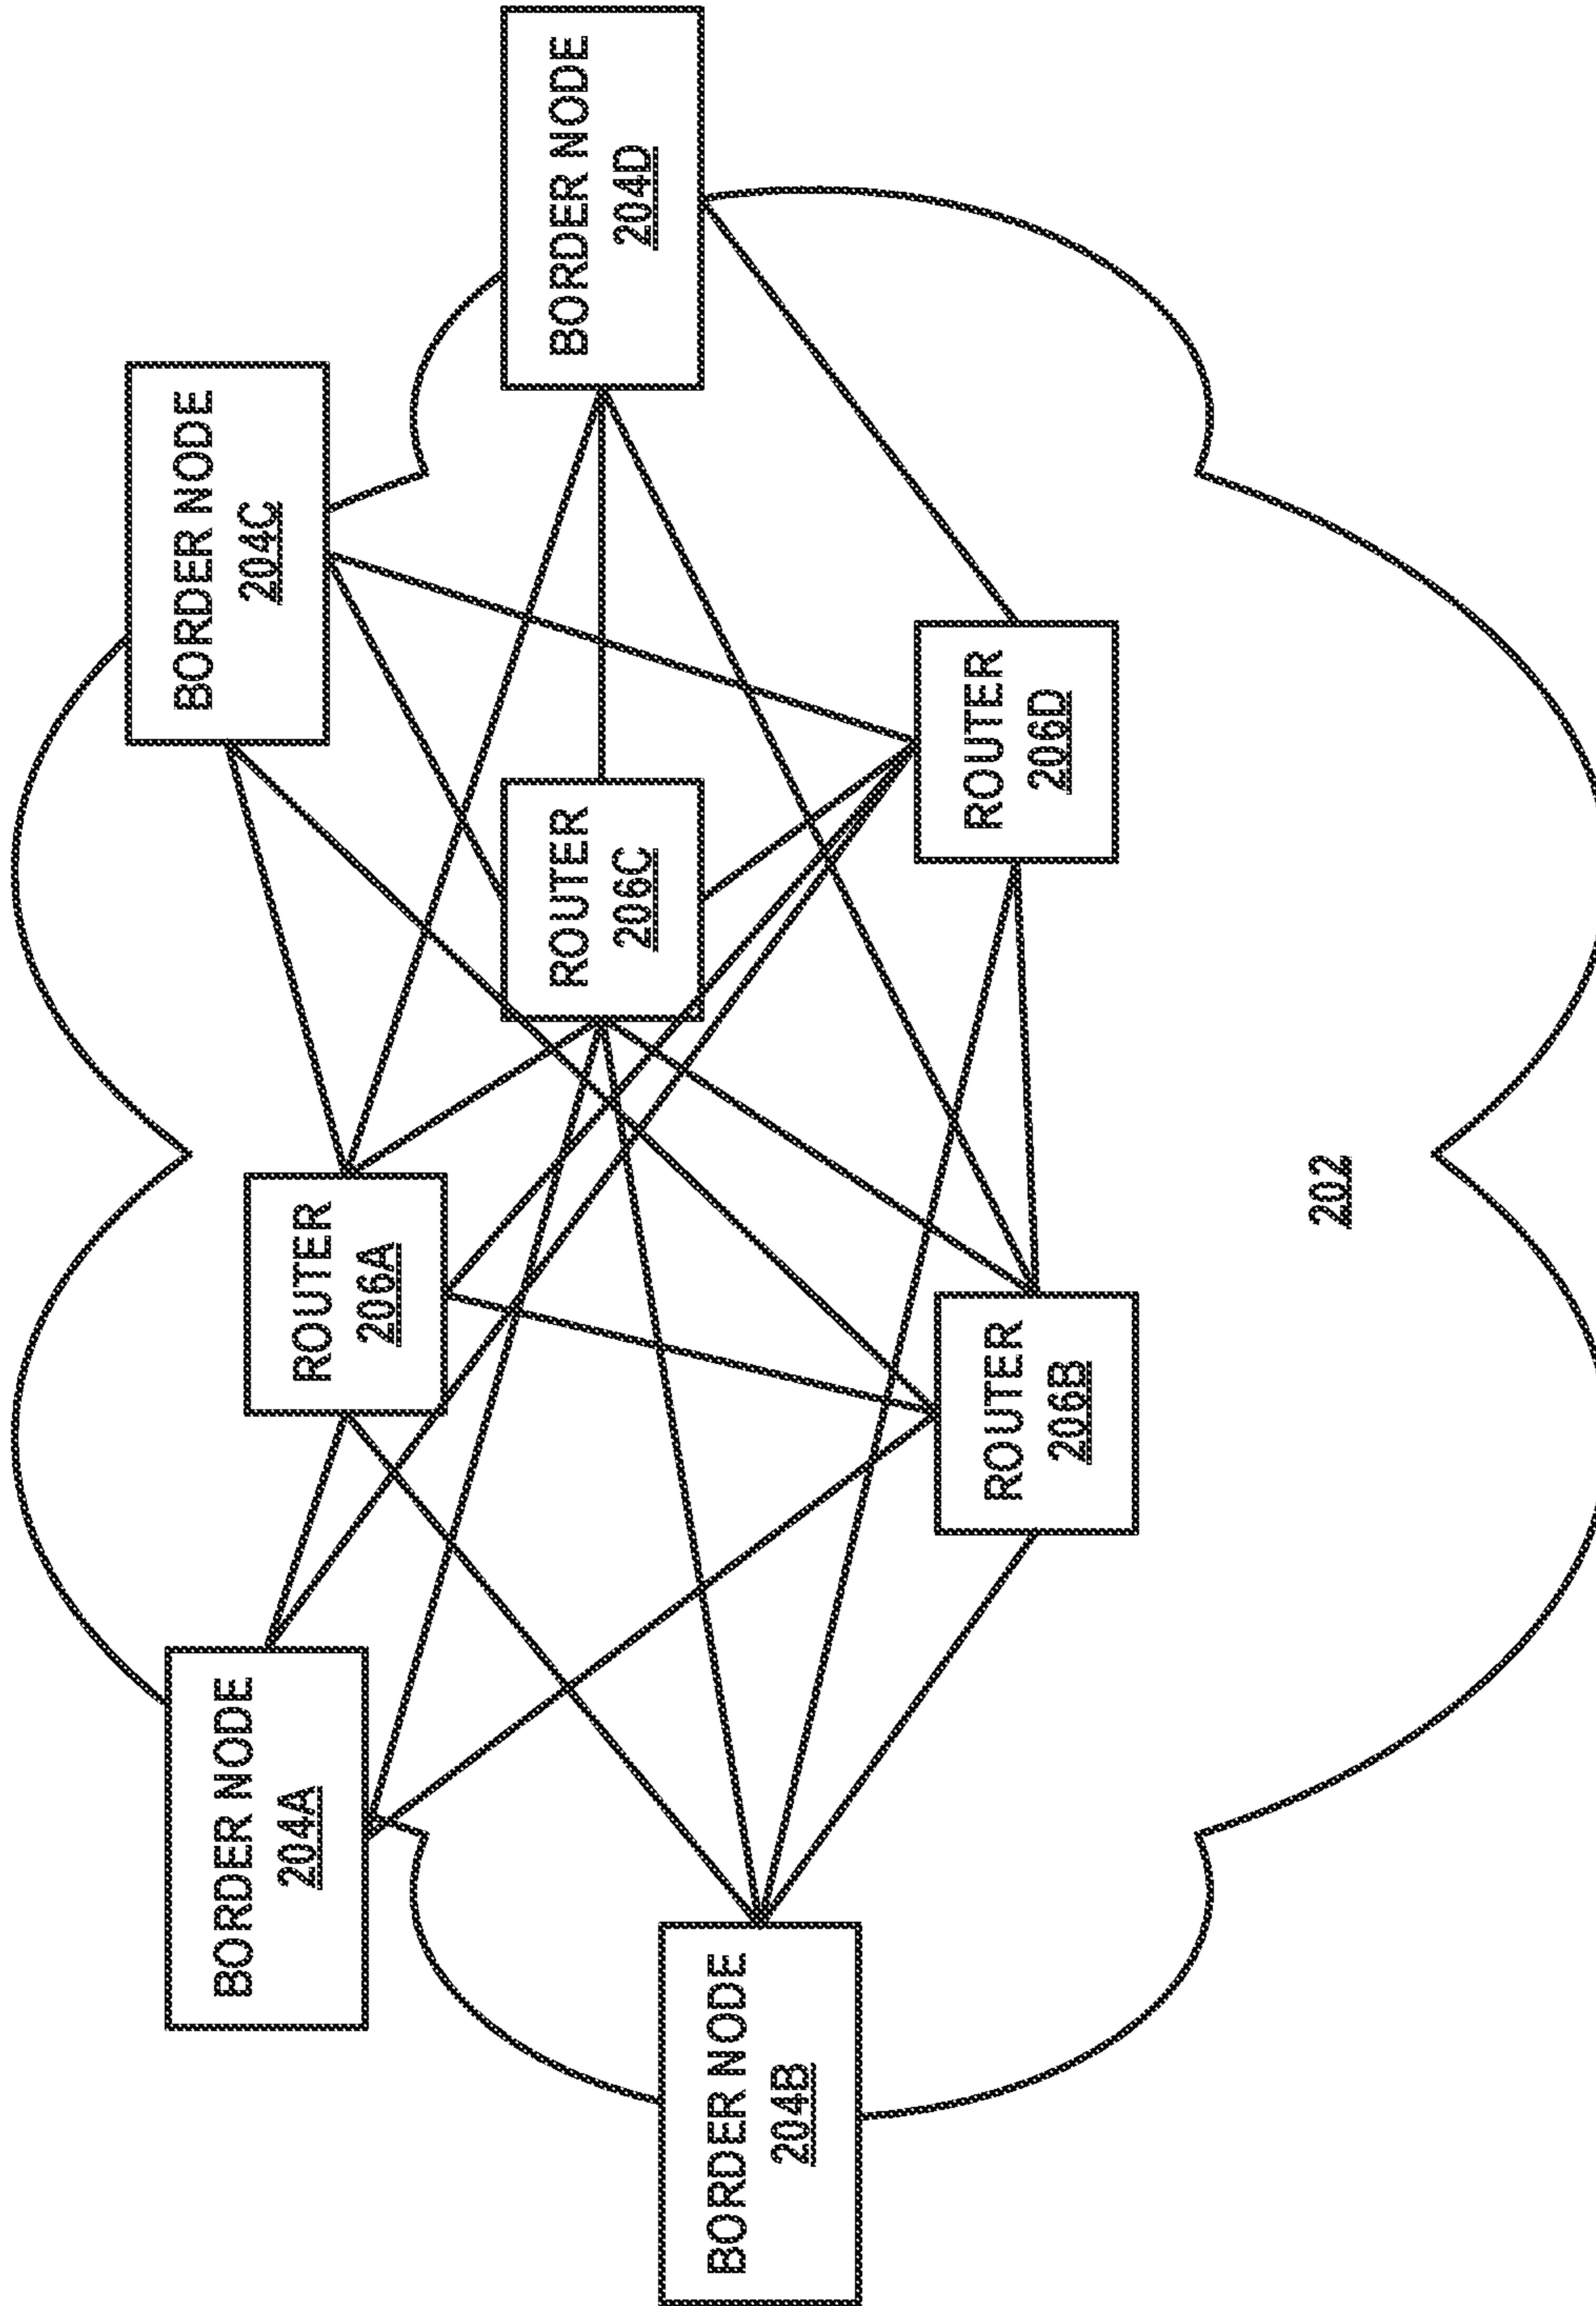 BORDER NODE
204A
BORDER NODE
204B
ROUTER
206A
ROUTER
206B
ROUTER
206C
ROUTER
206D
BORDER NODE
204C
BORDER NODE
204D
202